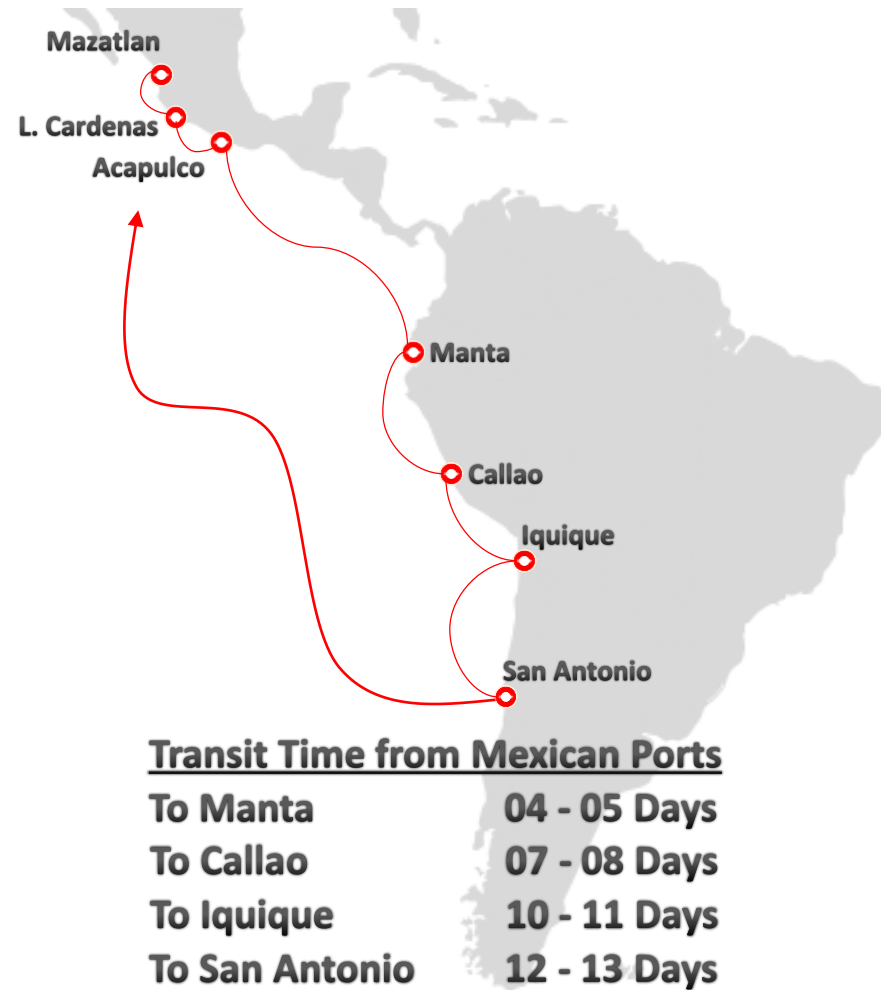 Mazatlan
L. Cardenas
Acapulco
Manta
Callao
Iquique
San Antonio
Transit Time from Mexican Ports
To Manta 04 - 05 Days
To Callao 07 - 08 Days
To Iquique 10 - 11 Days
To San Antonio 12 - 13 Days